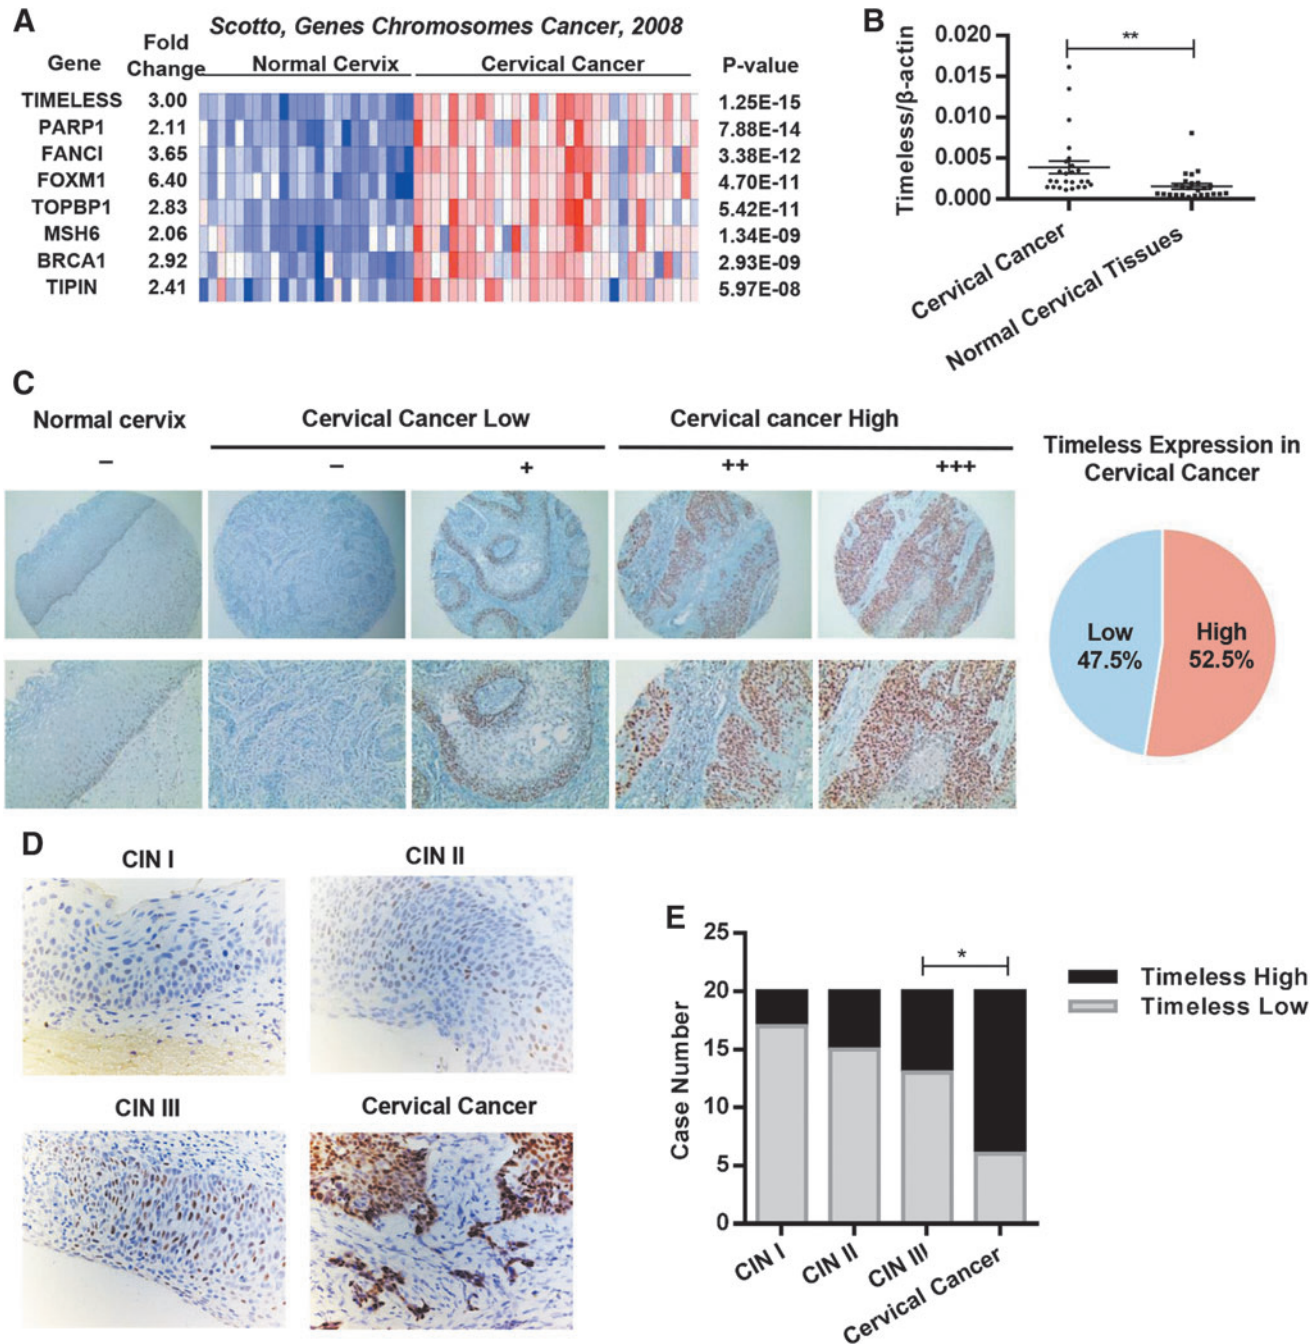 A
Scotto, Genes Chromosomes Cancer, 2008
Gene
Fold Change
Normal Cervix
Cervical Cancer
P-value
TIMELESS 3.00 1.25E-15
PARP1 2.11 7.88E-14
FANCI 3.65 3.38E-12
FOXM1 6.40 4.70E-11
TOPBP1 2.83 5.42E-11
MSH6 2.06 1.34E-09
BRCA1 2.92 2.93E-09
TIPIN 2.41 5.97E-08
B
Timeless/β-actin
0.020
0.015
0.010
0.005
0.000
**
Cervical Cancer
Normal Cervical Tissues
C
Normal cervix
Cervical Cancer Low
Cervical cancer High
– – + ++ +++
Timeless Expression in
Cervical Cancer
Low
47.5%
High
52.5%
D
CIN I
CIN II
CIN III
Cervical Cancer
E
Case Number
25
20
15
10
5
0
*
CIN I
CIN II
CIN III
Cervical Cancer
Timeless High
Timeless Low